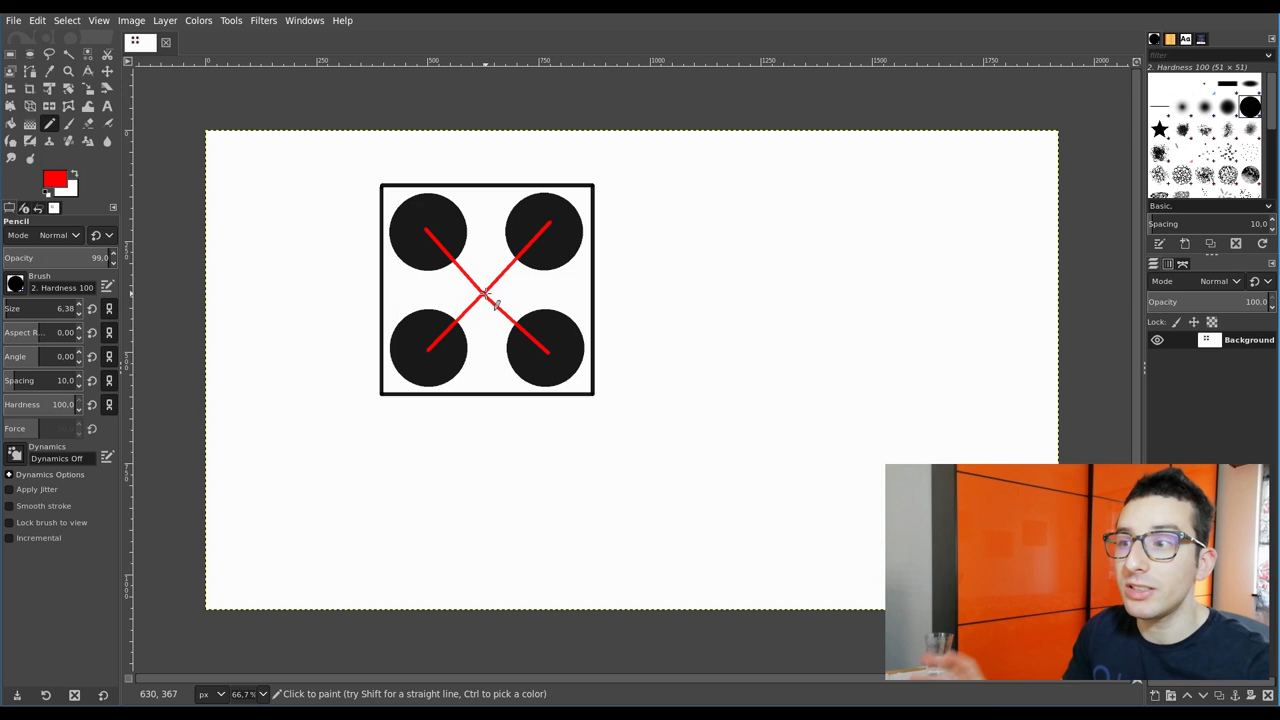 File Edit Select View Image Layer Colors Tools Filters Windows Help
0 250 500 750 1000 1250 1500 1750 2000
filter
2. Hardness 100 (51 × 51)
Basic,
Spacing 10,0
Mode Normal
Opacity 100,0
Lock:
Background
Pencil
Mode Normal
Opacity 99,0
Brush
2. Hardness 100
Size 6,38
Aspect R... 0,00
Angle 0,00
Spacing 10,0
Hardness 100,0
Force
Dynamics
Dynamics Off
Dynamics Options
Apply Jitter
Smooth stroke
Lock brush to view
Incremental
630, 367 px 66,7% Click to paint (try Shift for a straight line, Ctrl to pick a color)